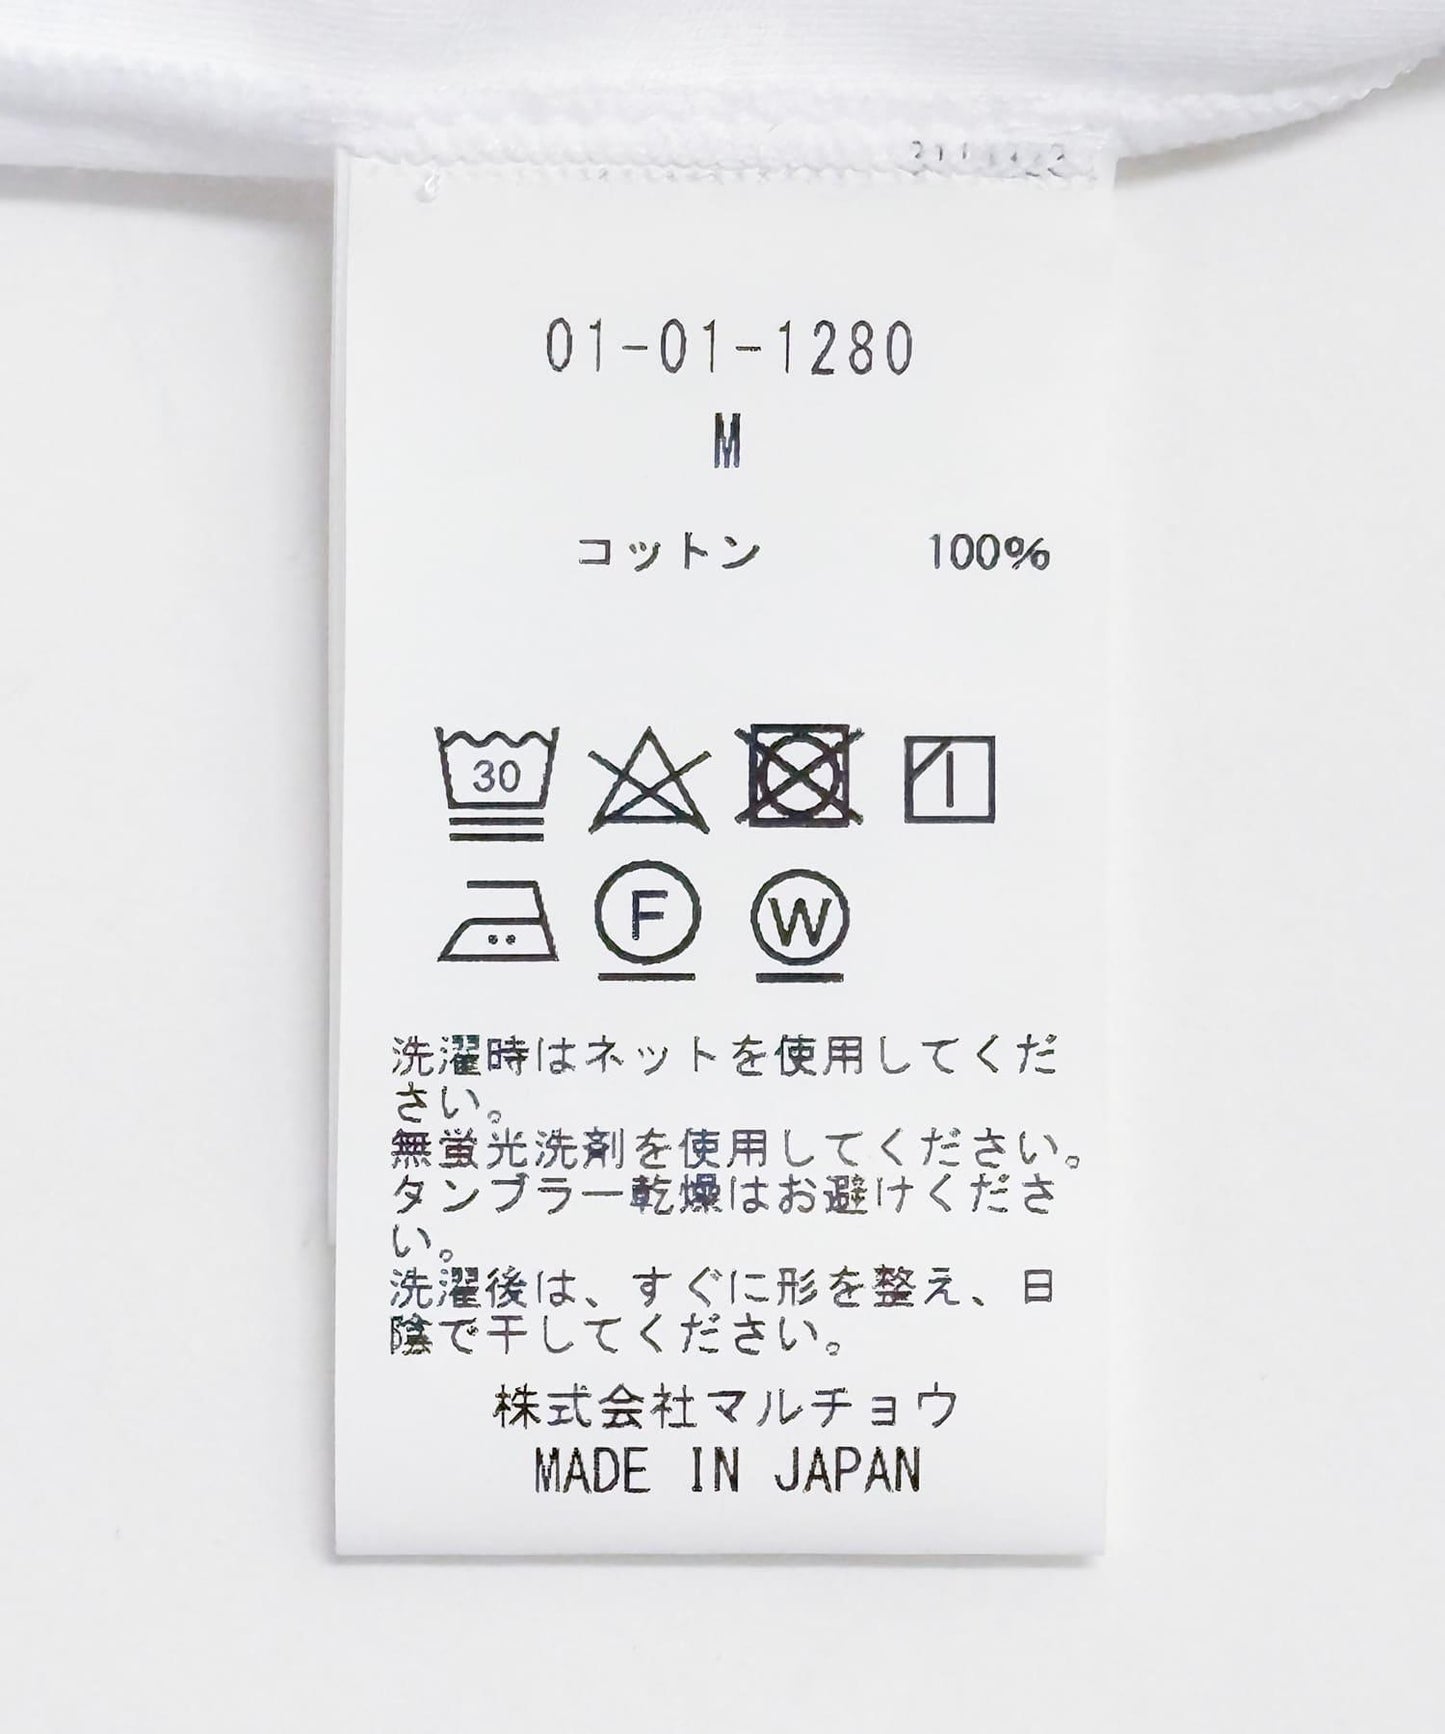 01-01-1280
M
コットン 100%
30
F W
洗濯時はネットを使用してくだ
さい。
無蛍光洗剤を使用してください。
タンブラー乾燥はお避けくださ
い。
洗濯後は、すぐに形を整え、日
陰で干してください。
株式会社マルチョウ
MADE IN JAPAN